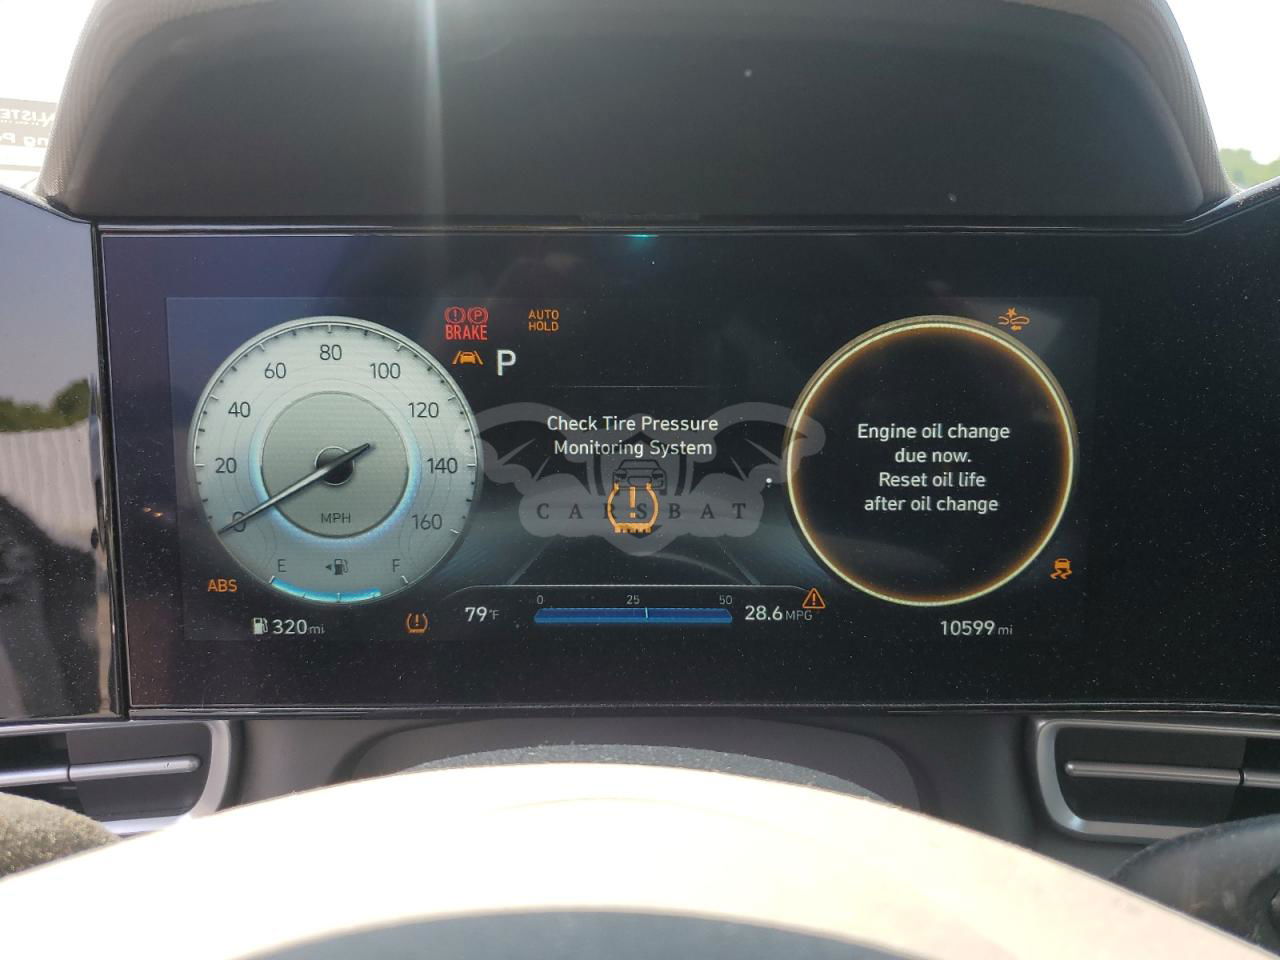 BRAKE
AUTO
HOLD
P
80
60
100
40
120
20
140
0
160
MPH
E
F
ABS
320mi
Check Tire Pressure
Monitoring System
CARSBAT
79°F
0
25
50
28.6MPG
Engine oil change
due now.
Reset oil life
after oil change
10599mi